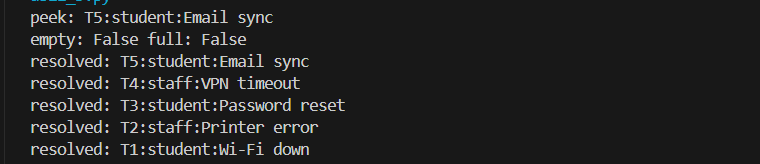 peek: T5:student:Email sync
empty: False full: False
resolved: T5:student:Email sync
resolved: T4:staff:VPN timeout
resolved: T3:student:Password reset
resolved: T2:staff:Printer error
resolved: T1:student:Wi-Fi down